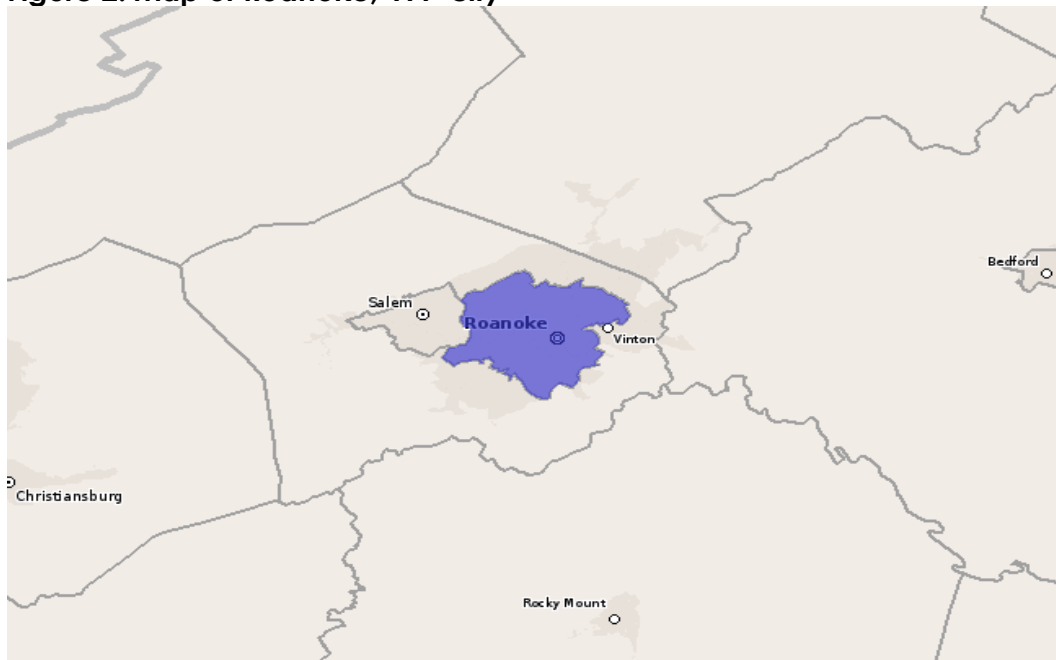 Bedford
Salem
Roanoke
Vinton
Christiansburg
Rocky Mount